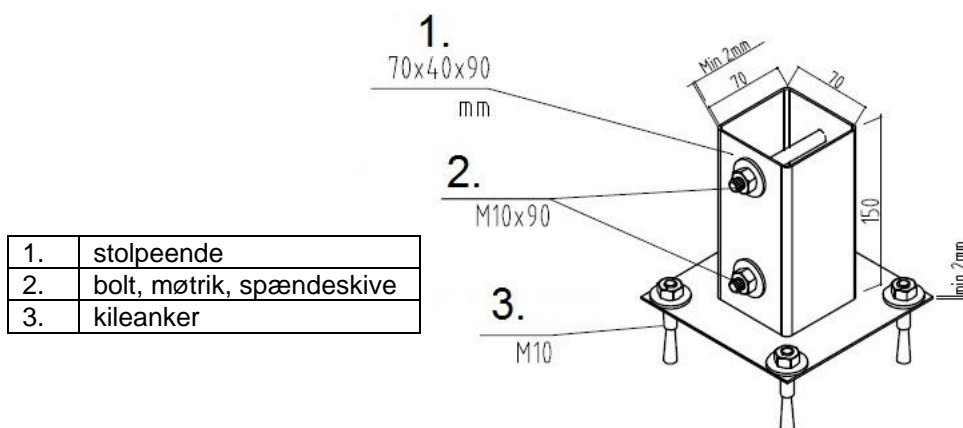 1.
70x40x90
mm
Min 2mm
70
70
2.
M10x90
150
1. stolpeende
2. bolt, møtrik, spændeskive
3. kileanker
min 2mm
3.
M10